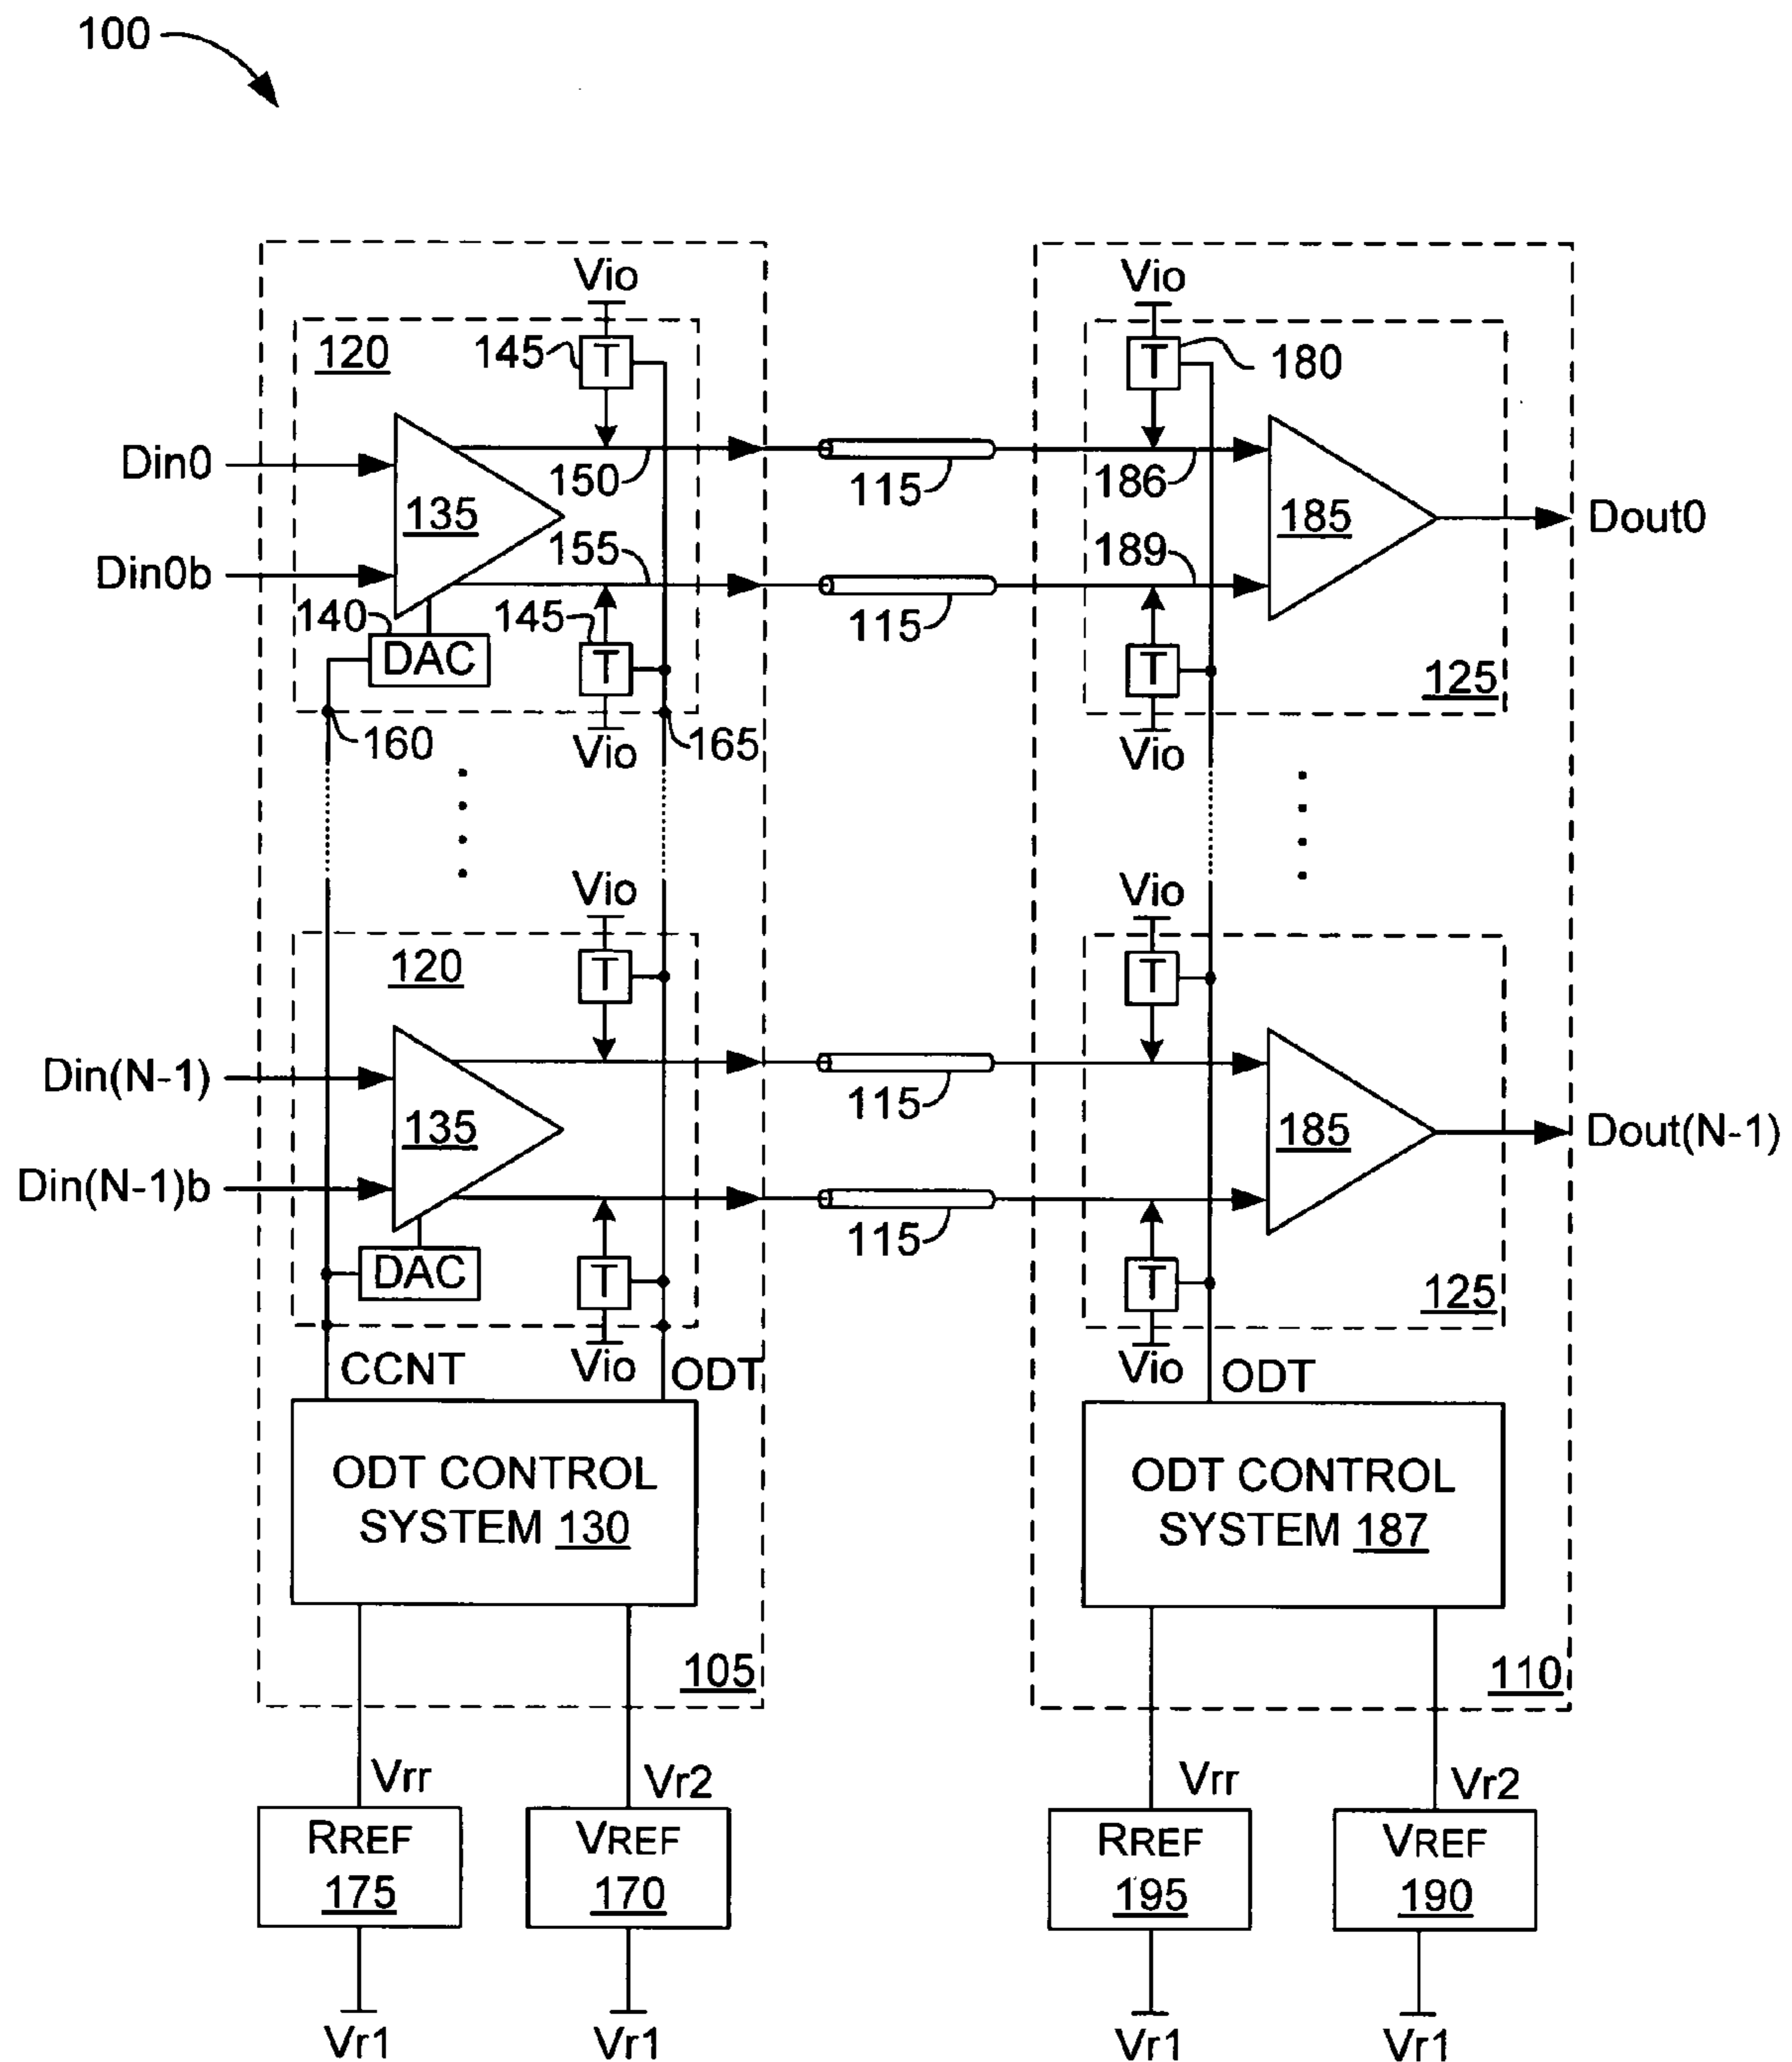 100
Vio
Vio
120
145
T
T
180
Din0
150
115
186
135
185
Dout0
Din0b
155
189
140
145
115
DAC
T
T
125
160
Vio
165
Vio
Vio
Vio
120
T
T
Din(N-1)
115
135
185
Dout(N-1)
Din(N-1)b
115
DAC
T
T
125
CCNT
Vio
ODT
Vio
ODT
ODT CONTROL
SYSTEM 130
ODT CONTROL
SYSTEM 187
105
110
Vrr
Vr2
Vrr
Vr2
RREF
175
VREF
170
RREF
195
VREF
190
Vr1
Vr1
Vr1
Vr1